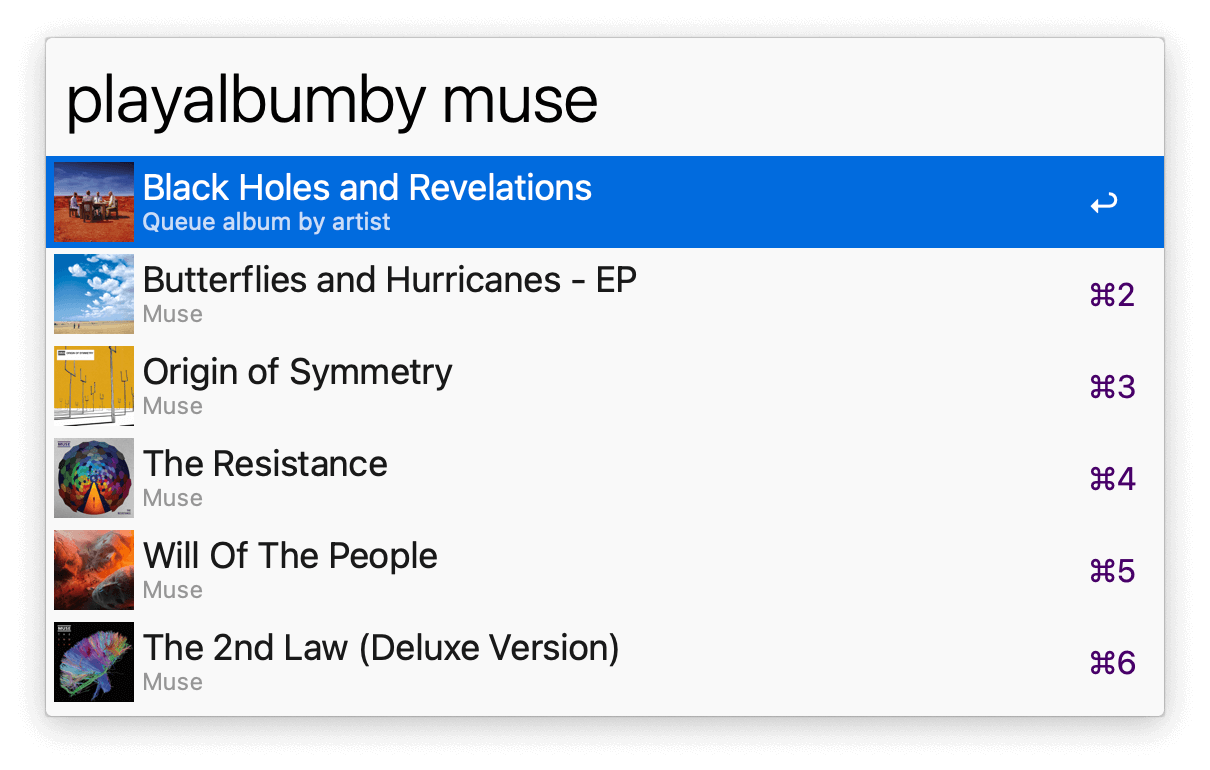 playalbumby muse
Black Holes and Revelations
Queue album by artist
Butterflies and Hurricanes - EP
Muse
⌘2
Origin of Symmetry
Muse
⌘3
The Resistance
Muse
⌘4
Will Of The People
Muse
⌘5
The 2nd Law (Deluxe Version)
Muse
⌘6